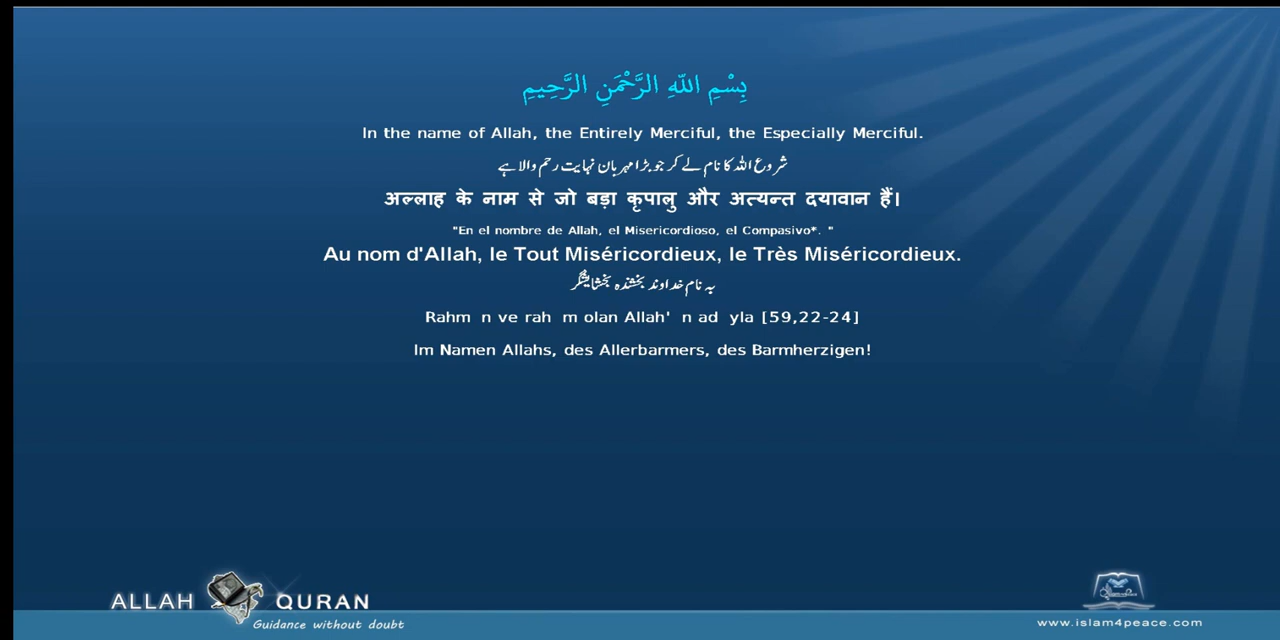 بِسْمِ اللّٰهِ الرَّحْمَنِ الرَّحِيمِ
In the name of Allah, the Entirely Merciful, the Especially Merciful.
شروع الله کا نام لے کر جو بڑا مہربان نہایت رحم والا ہے
अल्लाह के नाम से जो बड़ा कृपालु और अत्यन्त दयावान हैं।
"En el nombre de Allah, el Misericordioso, el Compasivo*. "
Au nom d'Allah, le Tout Miséricordieux, le Très Miséricordieux.
به نام خداوند بخشنده بخشایشگر
Rahm n ve rah m olan Allah' n ad yla [59,22-24]
Im Namen Allahs, des Allerbarmers, des Barmherzigen!
ALLAH QURAN
Guidance without doubt
www.islam4peace.com